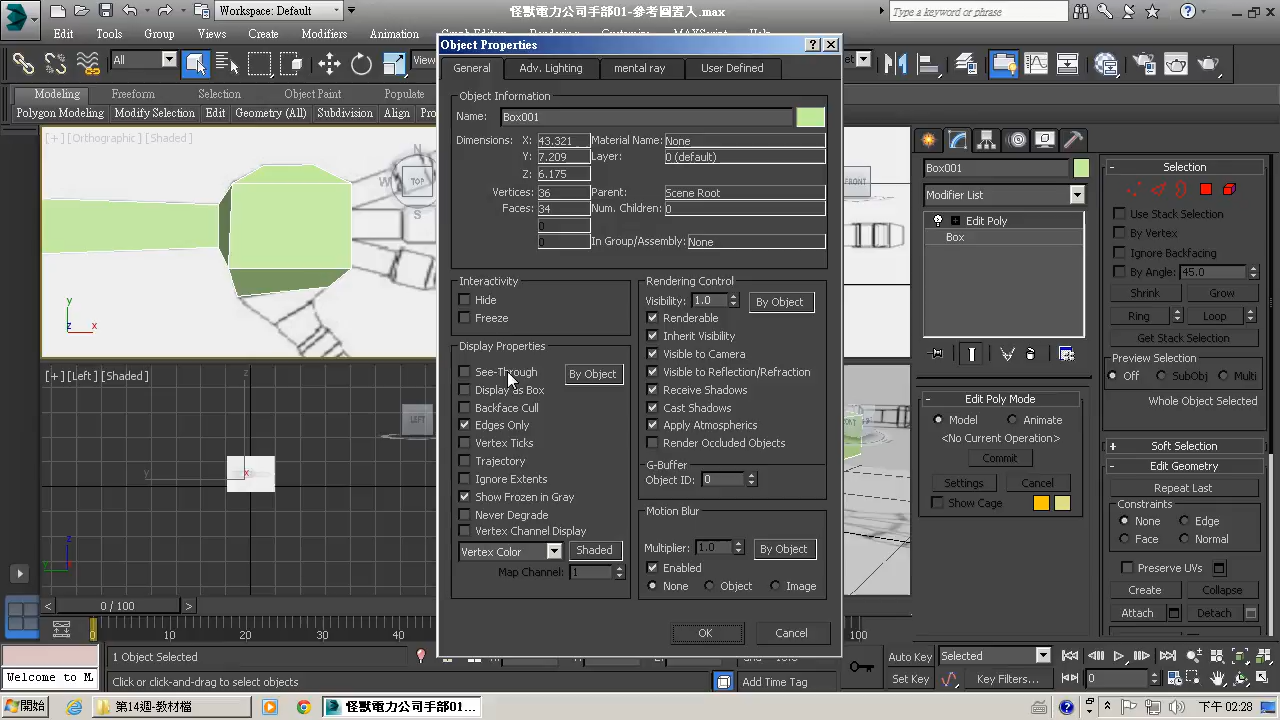 Workspace: Default
怪獸電力公司手部01-參考圖置入.max
Type a keyword or phrase
Edit
Tools
Group
Views
Create
Modifiers
Animation
All
View
Modeling
Freeform
Selection
Object Paint
Populate
Polygon Modeling
Modify Selection
Edit
Geometry (All)
Subdivision
Align
[+] [Orthographic] [Shaded]
N
W
TOP
S
y
z
x
[+] [Left] [Shaded]
z
LEFT
y
x
z
y
FRONT
Object Properties
General
Adv. Lighting
mental ray
User Defined
Object Information
Name:
Box001
Dimensions:
X:
43.321
Material Name:
None
Y:
7.209
Layer:
0 (default)
Z:
6.175
Vertices:
36
Parent:
Scene Root
Faces:
34
Num. Children:
0
0
0
In Group/Assembly:
None
Interactivity
Hide
Freeze
Rendering Control
Visibility:
1.0
By Object
Renderable
Inherit Visibility
Visible to Camera
Visible to Reflection/Refraction
Receive Shadows
Cast Shadows
Apply Atmospherics
Render Occluded Objects
Display Properties
See-Through
By Object
Display as Box
Backface Cull
Edges Only
Vertex Ticks
Trajectory
Ignore Extents
Show Frozen in Gray
Never Degrade
Vertex Channel Display
Vertex Color
Shaded
Map Channel:
1
G-Buffer
Object ID:
0
Motion Blur
Multiplier:
1.0
By Object
Enabled
None
Object
Image
OK
Cancel
Box001
Modifier List
Edit Poly
Box
Edit Poly Mode
Model
Animate
<No Current Operation>
Commit
Settings
Cancel
Show Cage
Selection
Use Stack Selection
By Vertex
Ignore Backfacing
By Angle:
45.0
Shrink
Grow
Ring
Loop
Get Stack Selection
Preview Selection
Off
SubObj
Multi
Whole Object Selected
Soft Selection
Edit Geometry
Repeat Last
Constraints
None
Edge
Face
Normal
Preserve UVs
Create
Collapse
Attach
Detach
0 / 100
0
10
20
30
40
100
1 Object Selected
Click or click-and-drag to select objects
Welcome to M
Add Time Tag
Auto Key
Selected
Set Key
Key Filters...
0
開始
第14週-教材檔
怪獸電力公司手部01...
下午 02:28